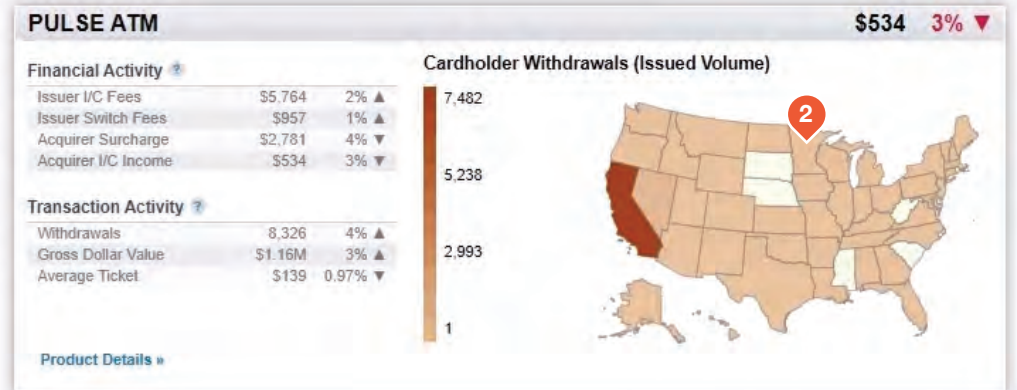 PULSE ATM $534 3% ▼
Financial Activity ?
Issuer I/C Fees $5,764 2% ▲
Issuer Switch Fees $957 1% ▲
Acquirer Surcharge $2,781 4% ▼
Acquirer I/C Income $534 3% ▼
Transaction Activity ?
Withdrawals 8,326 4% ▲
Gross Dollar Value $1.16M 3% ▲
Average Ticket $139 0.97% ▼
Product Details »
Cardholder Withdrawals (Issued Volume)
7,482
5,238
2,993
1
2